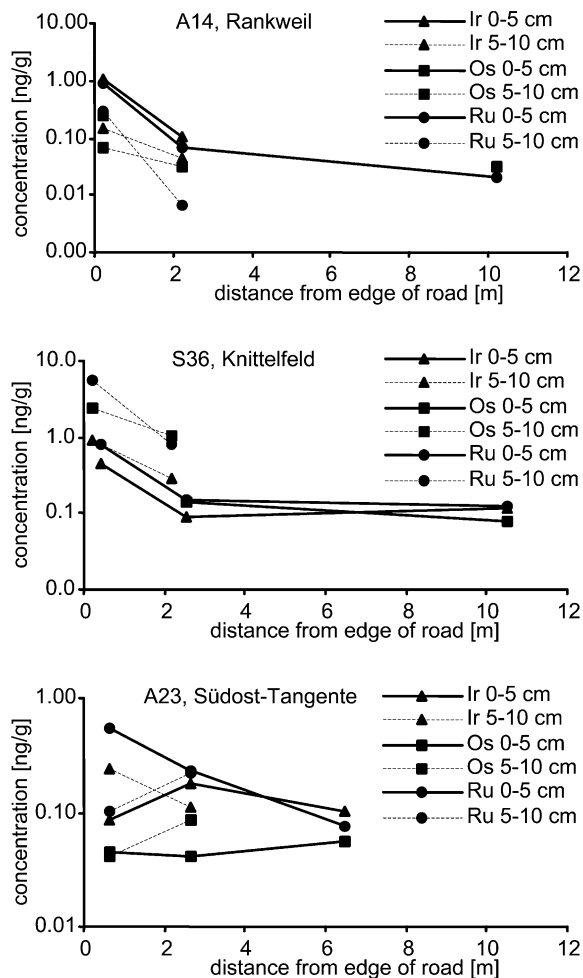 A14, Rankweil
concentration [ng/g]
10.0
1.00
0.10
0.01
0.00
0 2 4 6 8 10 12
distance from edge of road [m]
Ir 0-5 cm
Ir 5-10 cm
Os 0-5 cm
Os 5-10 cm
Ru 0-5 cm
Ru 5-10 cm
S36, Knittelfeld
concentration [ng/g]
10.0
1.0
0.1
0.0
0 2 4 6 8 10 12
distance from edge of road [m]
Ir 0-5 cm
Ir 5-10 cm
Os 0-5 cm
Os 5-10 cm
Ru 0-5 cm
Ru 5-10 cm
A23, Südost-Tangente
concentration [ng/g]
1.00
0.10
0.01
0 2 4 6 8 10 12
distance from edge of road [m]
Ir 0-5 cm
Ir 5-10 cm
Os 0-5 cm
Os 5-10 cm
Ru 0-5 cm
Ru 5-10 cm